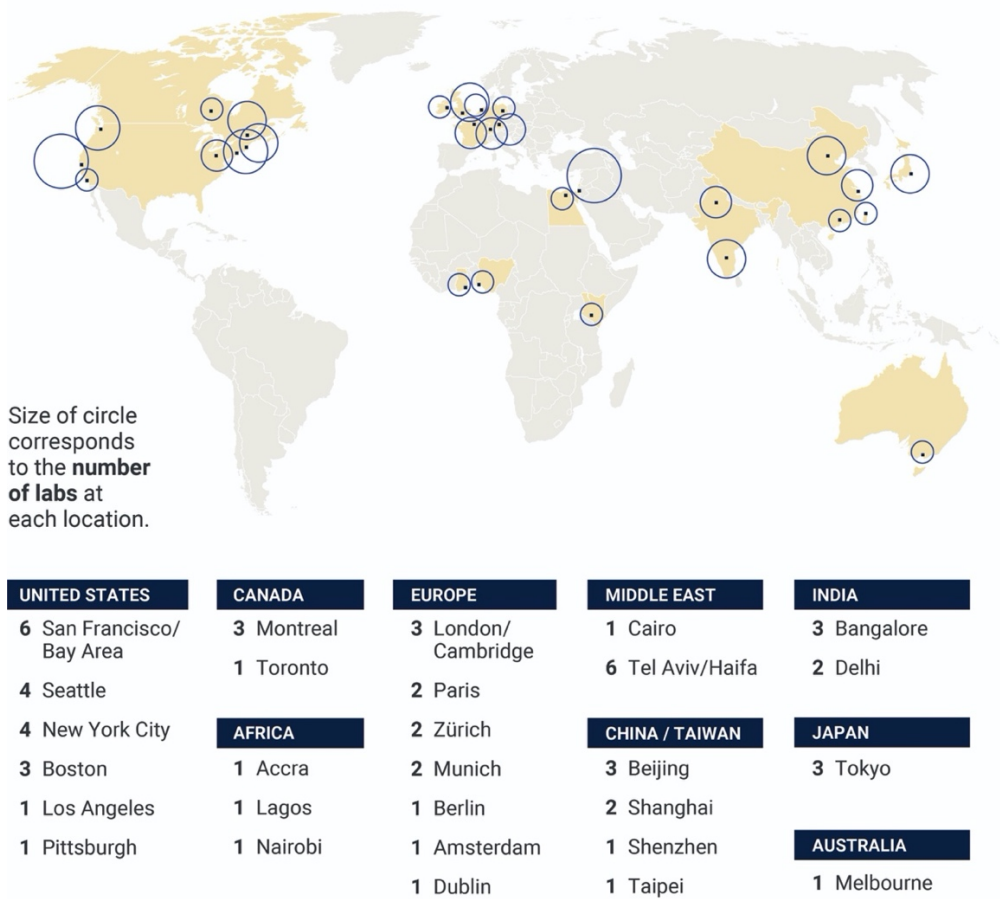 Size of circle
corresponds
to the number
of labs at
each location.
UNITED STATES
6 San Francisco/
Bay Area
4 Seattle
4 New York City
3 Boston
1 Los Angeles
1 Pittsburgh
CANADA
3 Montreal
1 Toronto
AFRICA
1 Accra
1 Lagos
1 Nairobi
EUROPE
3 London/
Cambridge
2 Paris
2 Zürich
2 Munich
1 Berlin
1 Amsterdam
1 Dublin
MIDDLE EAST
1 Cairo
6 Tel Aviv/Haifa
CHINA / TAIWAN
3 Beijing
2 Shanghai
1 Shenzhen
1 Taipei
INDIA
3 Bangalore
2 Delhi
JAPAN
3 Tokyo
AUSTRALIA
1 Melbourne